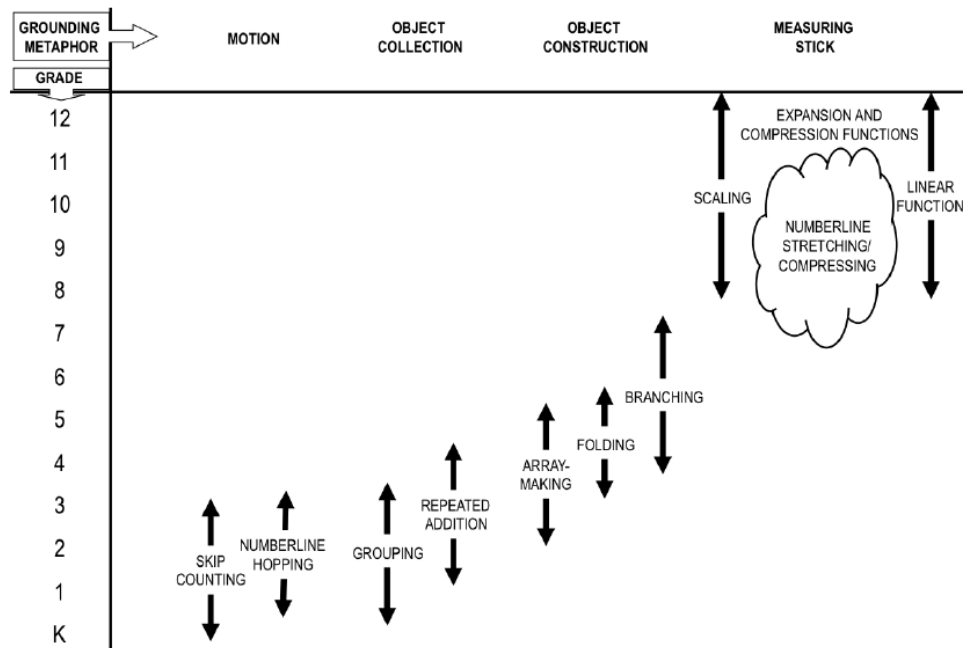 GROUNDING
METAPHOR
MOTION
OBJECT
COLLECTION
OBJECT
CONSTRUCTION
MEASURING
STICK
GRADE
12
11
10
9
8
7
6
5
4
3
2
1
K
SKIP
COUNTING
NUMBERLINE
HOPPING
GROUPING
REPEATED
ADDITION
ARRAY-
MAKING
FOLDING
BRANCHING
SCALING
EXPANSION AND
COMPRESSION FUNCTIONS
NUMBERLINE
STRETCHING/
COMPRESSING
LINEAR
FUNCTION